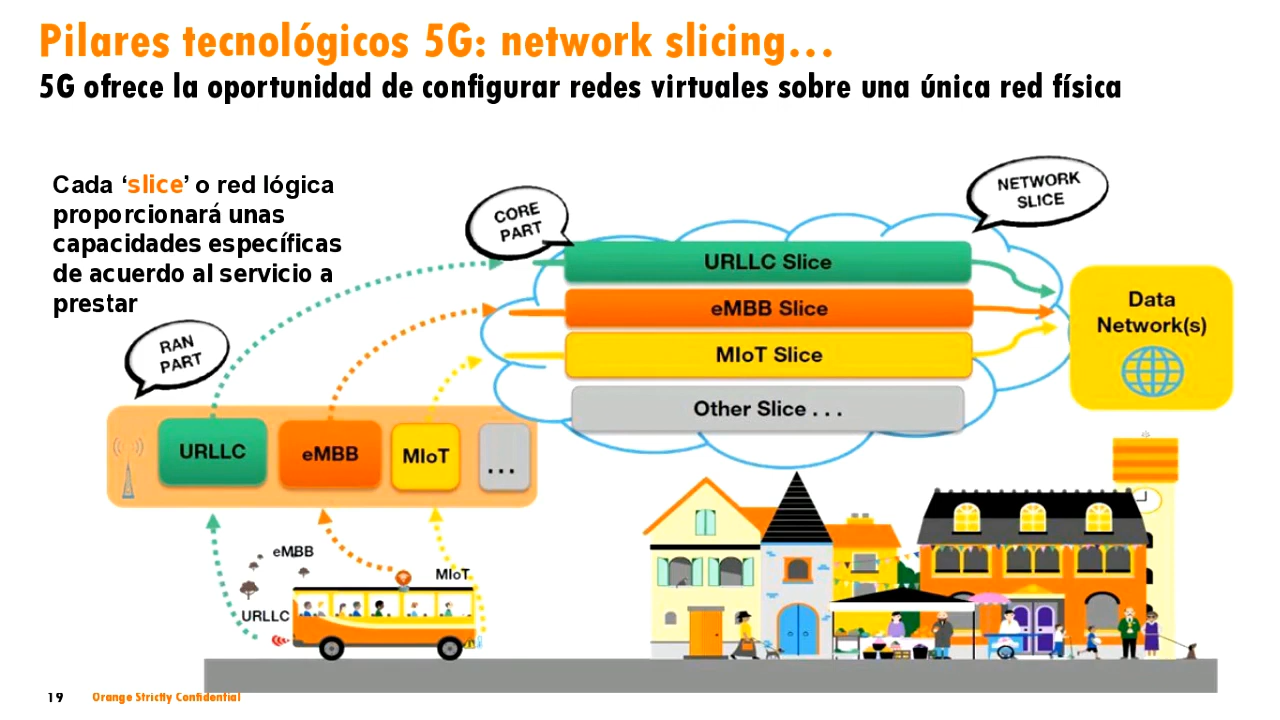 Pilares tecnológicos 5G: network slicing...
5G ofrece la oportunidad de configurar redes virtuales sobre una única red física
Cada ‘slice’ o red lógica
proporcionará unas
capacidades específicas
de acuerdo al servicio a
prestar
CORE
PART
NETWORK
SLICE
URLLC Slice
eMBB Slice
MIoT Slice
Other Slice . . .
Data
Network(s)
RAN
PART
URLLC
eMBB
MIoT
...
eMBB
MIoT
URLLC
19
Orange Strictly Confidential